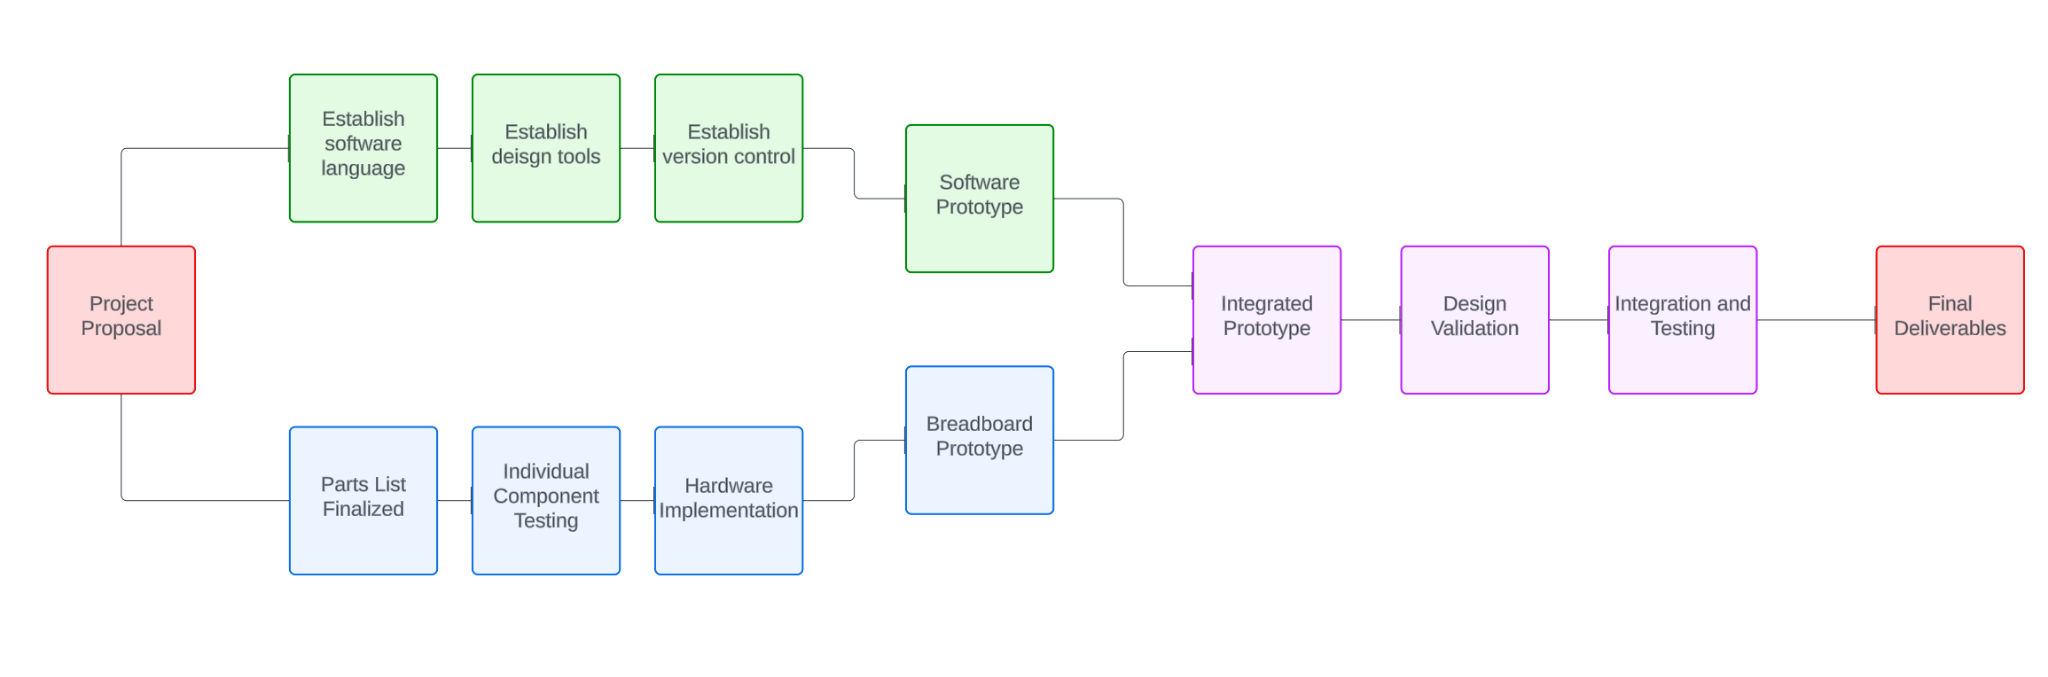 Project
Proposal
Establish
software
language
Establish
deisgn tools
Establish
version control
Software
Prototype
Parts List
Finalized
Individual
Component
Testing
Hardware
Implementation
Breadboard
Prototype
Integrated
Prototype
Design
Validation
Integration and
Testing
Final
Deliverables